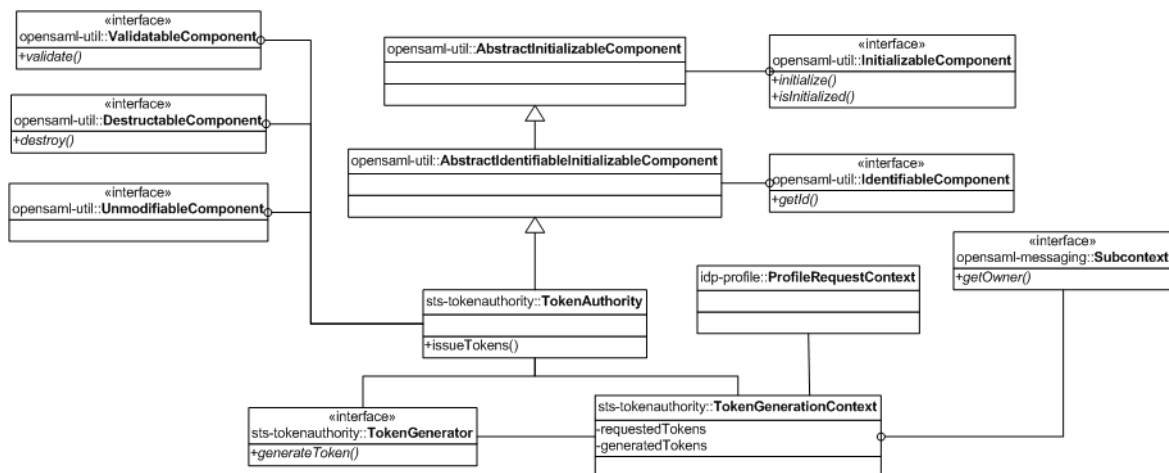 «interface»
opensaml-util::ValidatableComponent
+validate()
«interface»
opensaml-util::DestructableComponent
+destroy()
«interface»
opensaml-util::UnmodifiableComponent
opensaml-util::AbstractInitializableComponent
«interface»
opensaml-util::InitializableComponent
+initialize()
+isInitialized()
opensaml-util::AbstractIdentifiableInitializableComponent
«interface»
opensaml-util::IdentifiableComponent
+getId()
«interface»
opensaml-messaging::Subcontext
+getOwner()
idp-profile::ProfileRequestContext
sts-tokenauthority::TokenAuthority
+issueTokens()
«interface»
sts-tokenauthority::TokenGenerator
+generateToken()
sts-tokenauthority::TokenGenerationContext
-requestedTokens
-generatedTokens